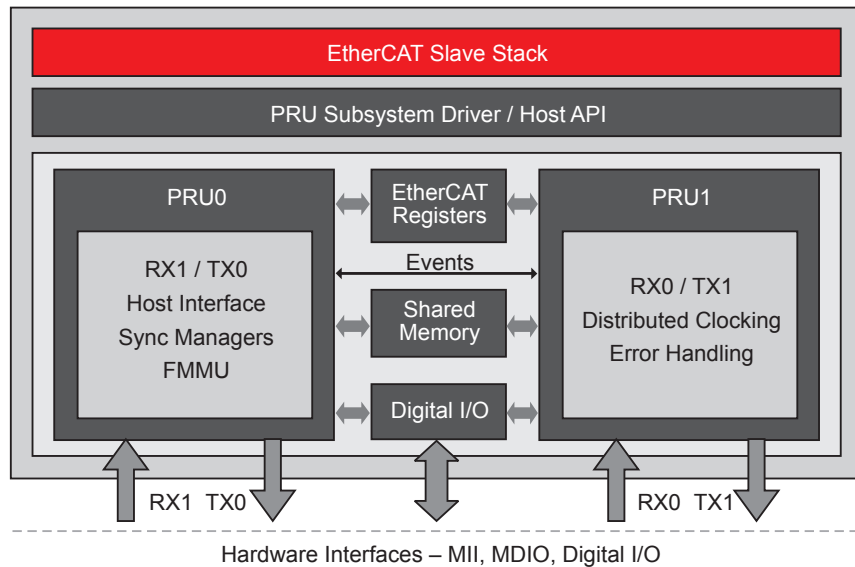 EtherCAT Slave Stack
PRU Subsystem Driver / Host API
PRU0
RX1 / TX0
Host Interface
Sync Managers
FMMU
EtherCAT
Registers
Events
Shared
Memory
Digital I/O
PRU1
RX0 / TX1
Distributed Clocking
Error Handling
RX1 TX0
RX0 TX1
Hardware Interfaces – MII, MDIO, Digital I/O